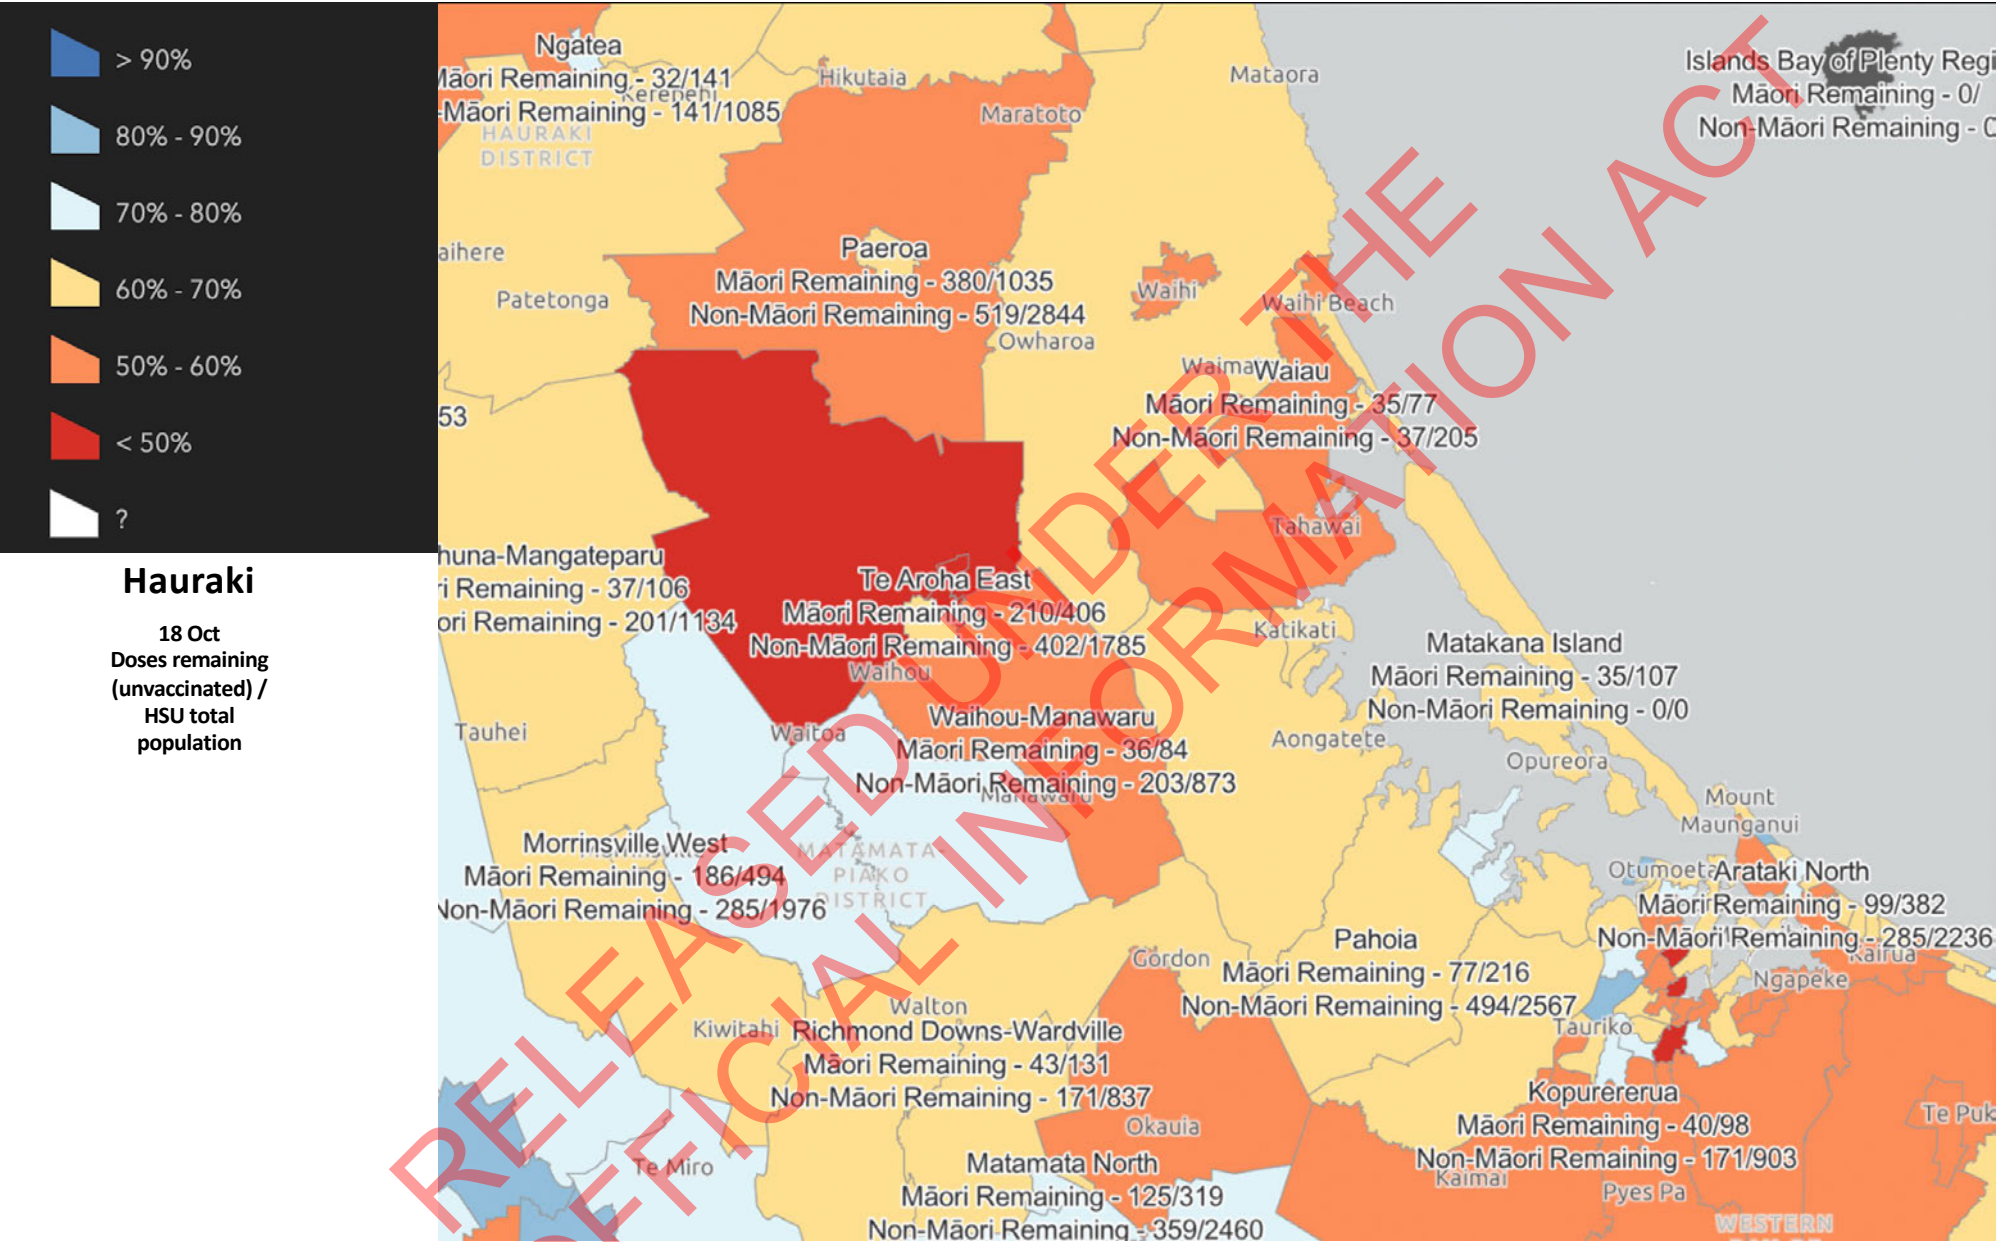 > 90%
80% - 90%
70% - 80%
60% - 70%
50% - 60%
< 50%
?
Hauraki
18 Oct
Doses remaining
(unvaccinated) /
HSU total
population
Ngatea
Māori Remaining - 32/141
-Māori Remaining - 141/1085
Kerepehi
HAURAKI
DISTRICT
Hikutaia
Maratoto
Mataora
Islands Bay of Plenty Regi
Māori Remaining - 0/
Non-Māori Remaining - 0
aihere
Patetonga
Paeroa
Māori Remaining - 380/1035
Non-Māori Remaining - 519/2844
Owharoa
Waihi
Waihi Beach
53
Waiau
Māori Remaining - 35/77
Non-Māori Remaining - 37/205
Tahawai
huna-Mangateparu
ri Remaining - 37/106
ori Remaining - 201/1134
Te Aroha East
Māori Remaining - 210/406
Non-Māori Remaining - 402/1785
Waihou
Katikati
Matakana Island
Māori Remaining - 35/107
Non-Māori Remaining - 0/0
Tauhei
Waitoa
Waihou-Manawaru
Māori Remaining - 36/84
Non-Māori Remaining - 203/873
Manawaru
Aongatete
Opureora
Mount
Maunganui
Morrinsville West
Māori Remaining - 186/494
Non-Māori Remaining - 285/1976
MATAMATA-
PIAKO
DISTRICT
Arataki North
Māori Remaining - 99/382
Non-Māori Remaining - 285/2236
Kairua
Ngapeke
Gordon
Pahoia
Māori Remaining - 77/216
Non-Māori Remaining - 494/2567
Tauriko
Walton
Kiwitahi
Richmond Downs-Wardville
Māori Remaining - 43/131
Non-Māori Remaining - 171/837
Okauia
Kopurererua
Māori Remaining - 40/98
Non-Māori Remaining - 171/903
Kaimai
Pyes Pa
Te Puk
Te Miro
Matamata North
Māori Remaining - 125/319
Non-Māori Remaining - 359/2460
WESTERN
RELEASED UNDER THE
OFFICIAL INFORMATION ACT